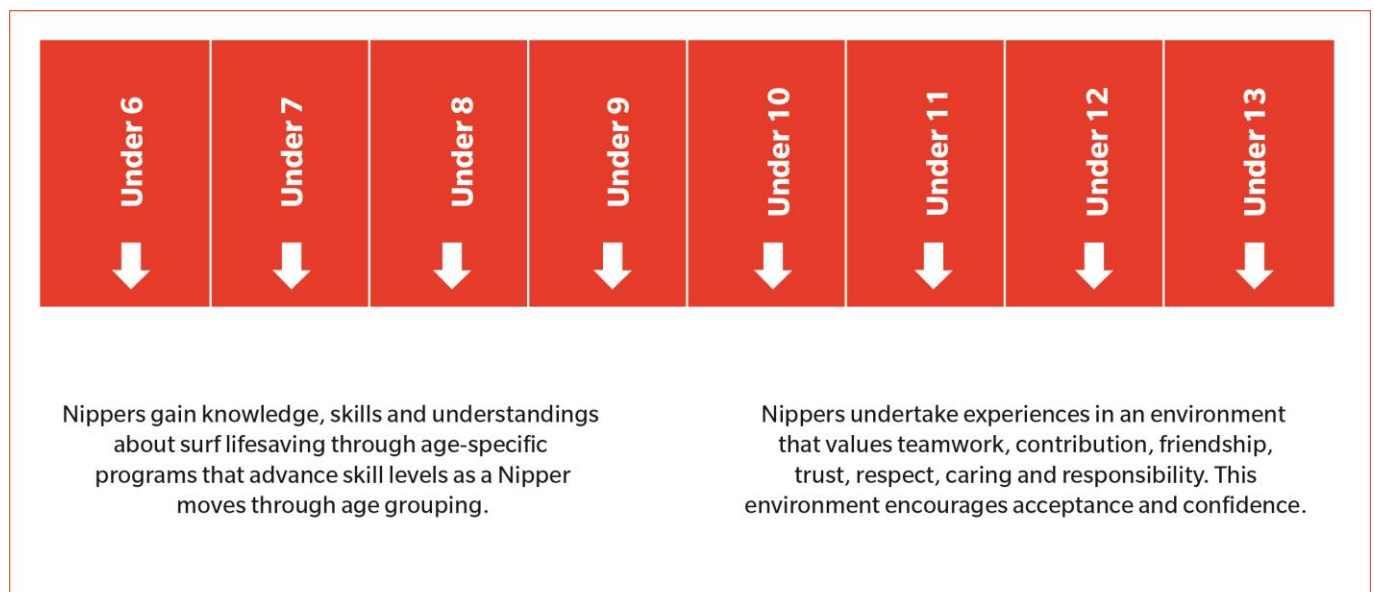 Under 6
Under 7
Under 8
Under 9
Under 10
Under 11
Under 12
Under 13
Nippers gain knowledge, skills and understandings
about surf lifesaving through age-specific
programs that advance skill levels as a Nipper
moves through age grouping.
Nippers undertake experiences in an environment
that values teamwork, contribution, friendship,
trust, respect, caring and responsibility. This
environment encourages acceptance and confidence.